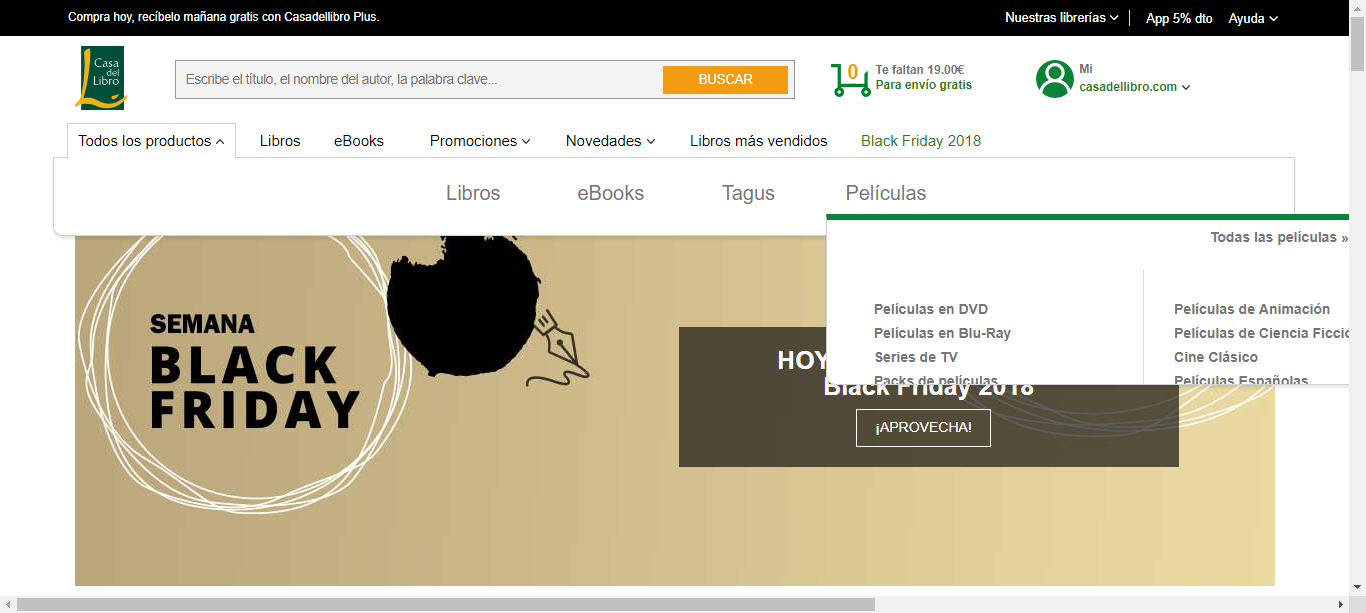 Compra hoy, recíbelo mañana gratis con Casadellibro Plus.
Nuestras librerías
App 5% dto
Ayuda
Casa
del
Libro
Escribe el título, el nombre del autor, la palabra clave...
BUSCAR
0
Te faltan 19.00€
Para envío gratis
Mi
casadellibro.com
Todos los productos
Libros
eBooks
Promociones
Novedades
Libros más vendidos
Black Friday 2018
Libros
eBooks
Tagus
Películas
Todas las películas »
Películas en DVD
Películas en Blu-Ray
Series de TV
Packs de películas
Películas de Animación
Películas de Ciencia Ficcio
Cine Clásico
Películas Españolas
SEMANA
BLACK
FRIDAY
HOY
Black Friday 2018
¡APROVECHA!